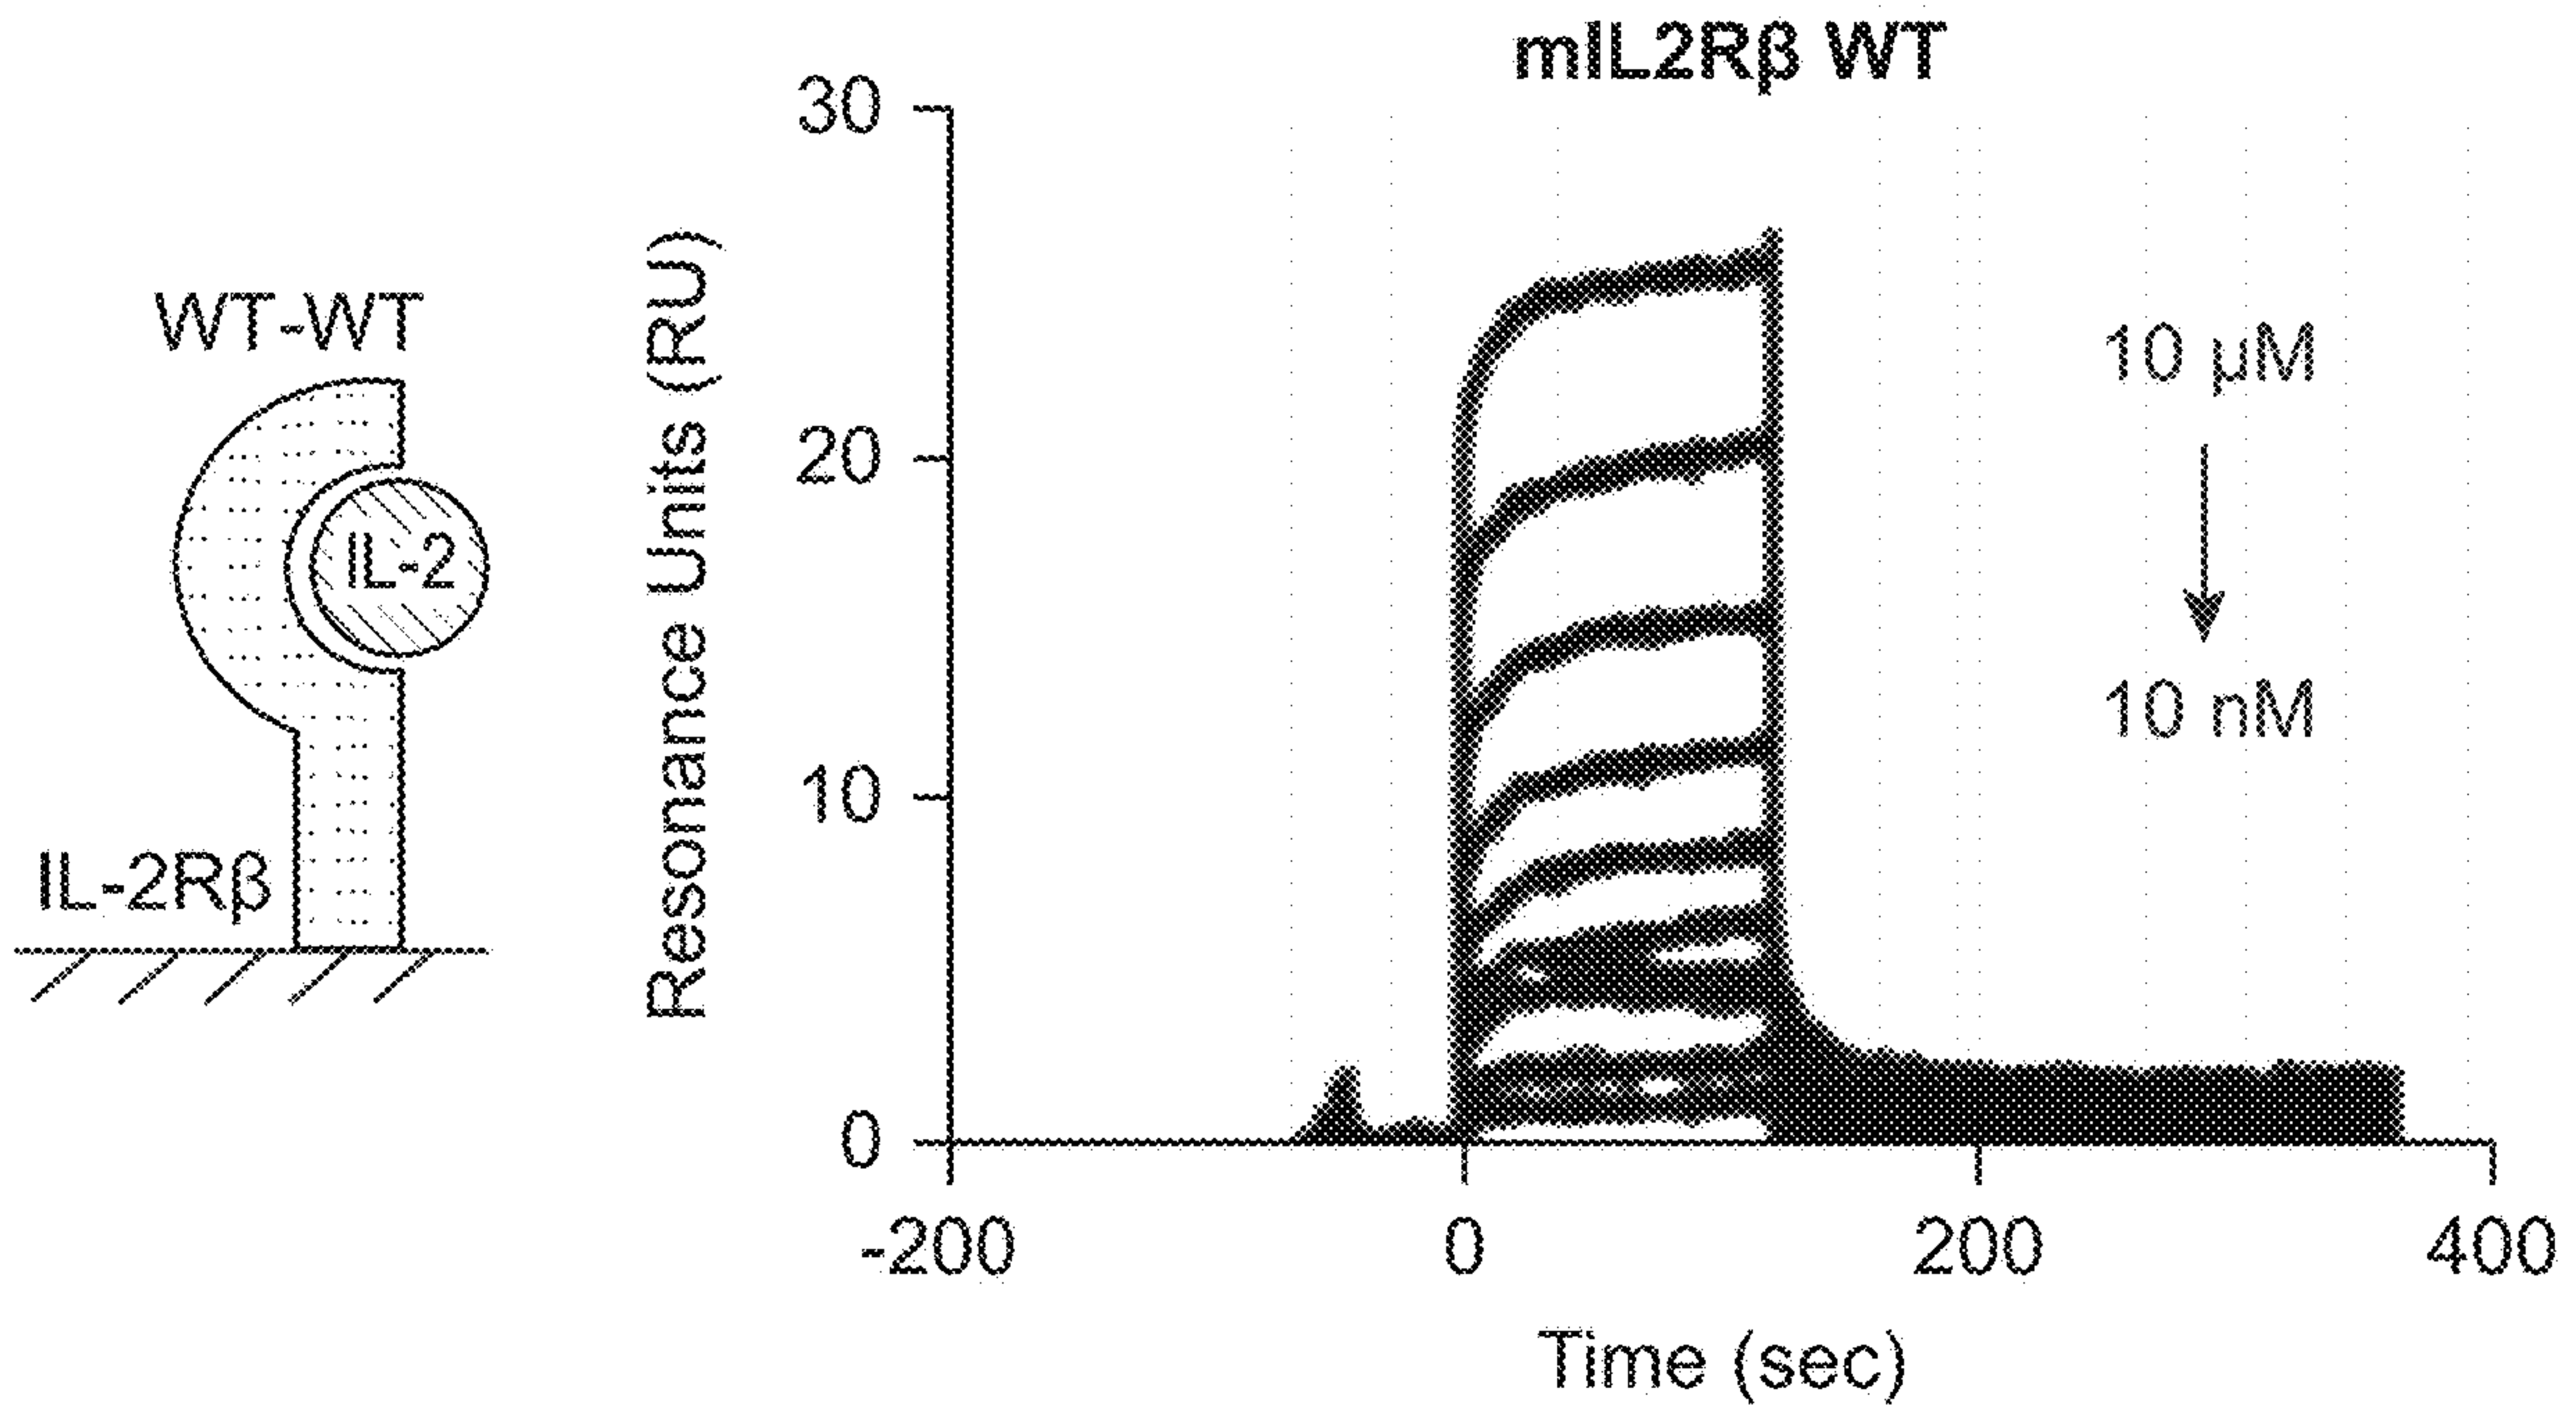 WT-WT
IL-2
IL-2Rβ
mIL2Rβ WT
Resonance Units (RU)
30
20
10
0
-200
0
200
400
Time (sec)
10 µM
10 nM